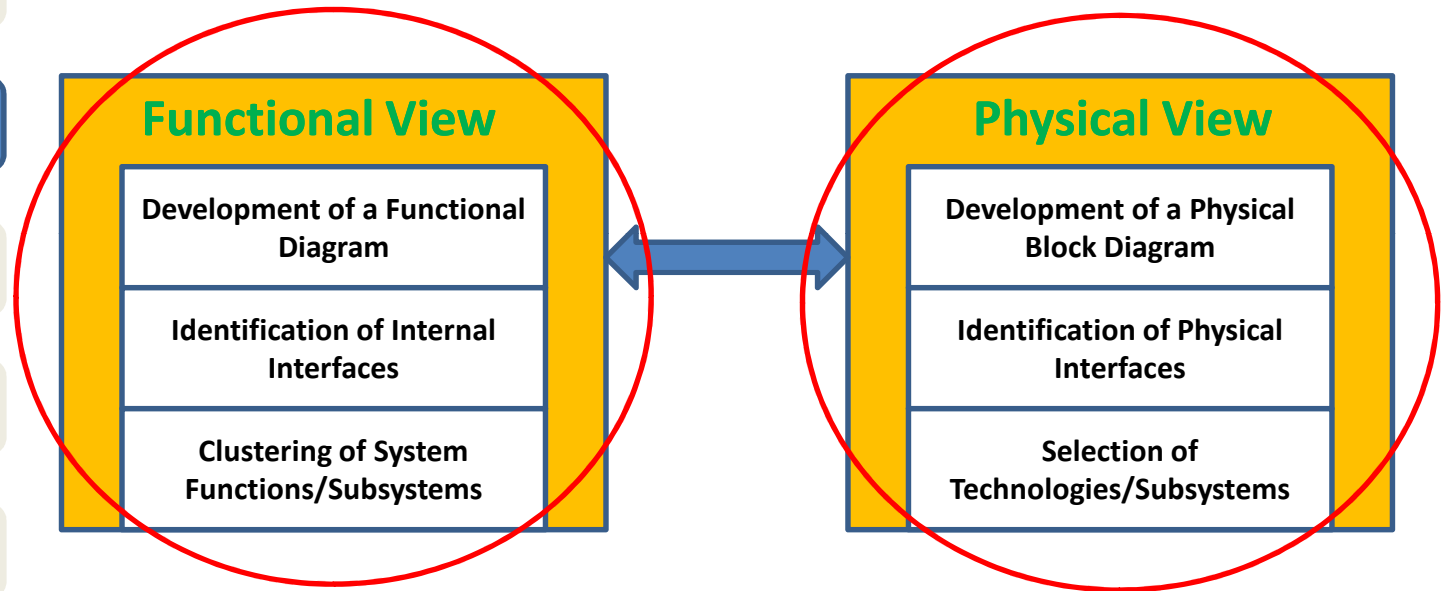 Functional View
Development of a Functional
Diagram
Identification of Internal
Interfaces
Clustering of System
Functions/Subsystems
Physical View
Development of a Physical
Block Diagram
Identification of Physical
Interfaces
Selection of
Technologies/Subsystems